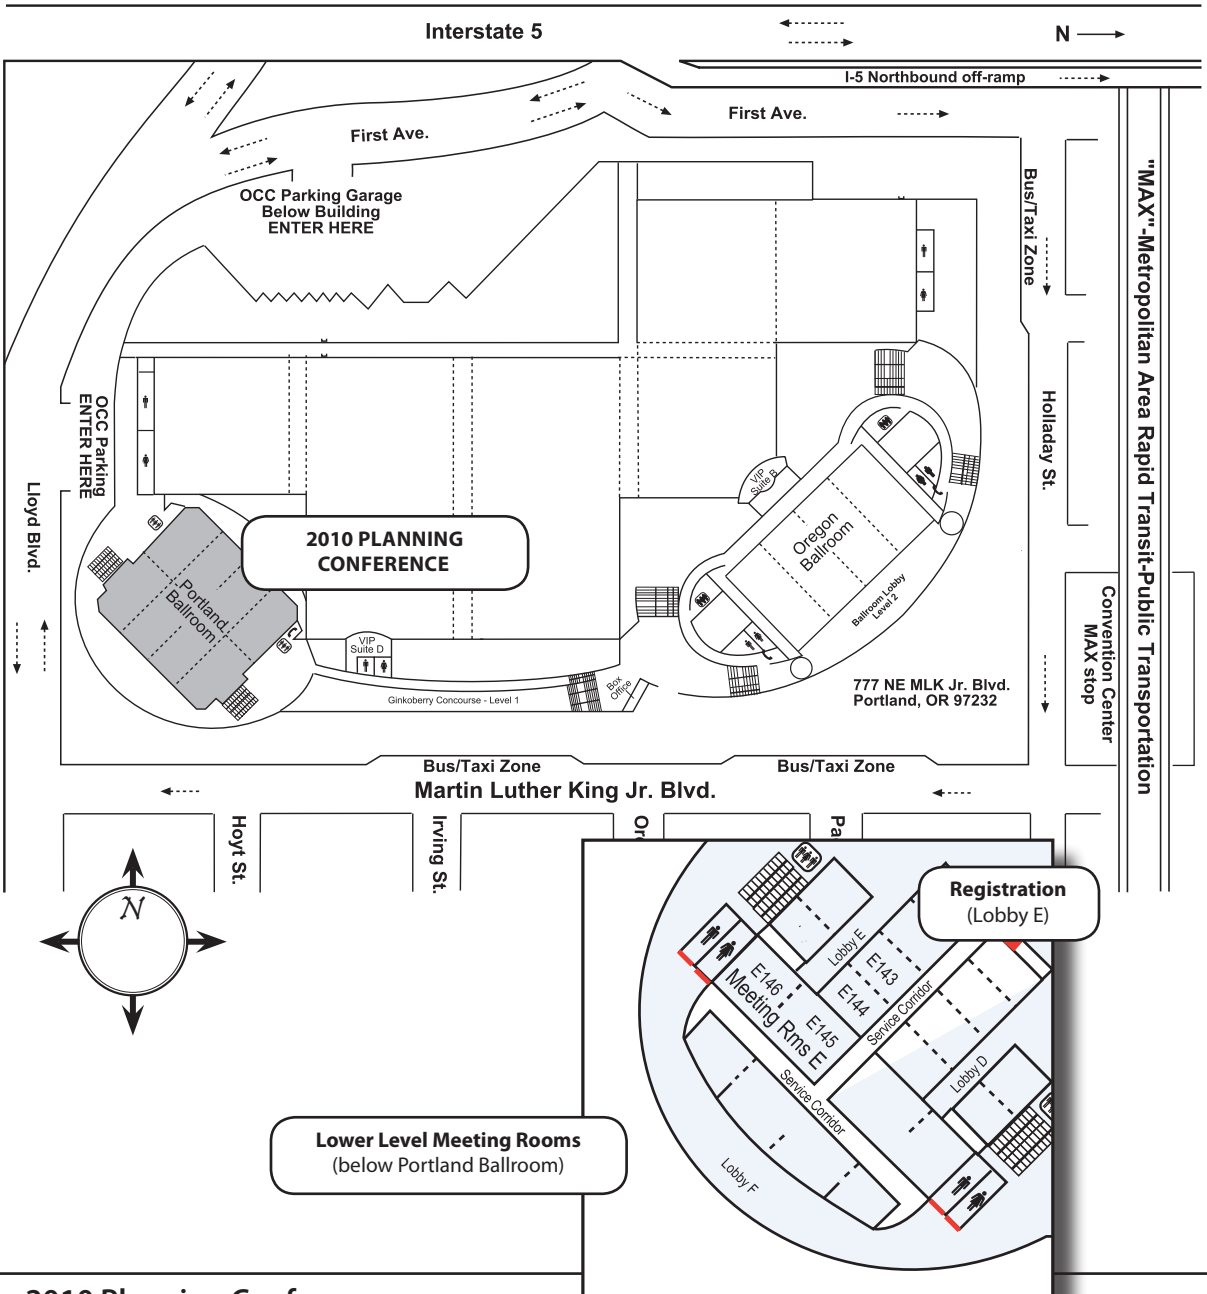 Interstate 5
N
I-5 Northbound off-ramp
First Ave.
First Ave.
OCC Parking Garage
Below Building
ENTER HERE
Bus/Taxi Zone
"MAX"-Metropolitan Area Rapid Transit-Public Transportation
OCC Parking
ENTER HERE
Holladay St.
Lloyd Blvd.
VIP
Suite B
2010 PLANNING
CONFERENCE
Oregon
Ballroom
Portland
Ballroom
Ballroom Lobby
Level 2
Convention Center
MAX stop
VIP
Suite D
Box
Office
Ginkoberry Concourse - Level 1
777 NE MLK Jr. Blvd.
Portland, OR 97232
Bus/Taxi Zone
Bus/Taxi Zone
Martin Luther King Jr. Blvd.
Hoyt St.
Irving St.
Or
Pa
N
Registration
(Lobby E)
Lobby E
E143
E144
E146
E145
Meeting Rms E
Service Corridor
Service Corridor
Lobby D
Lobby F
Lower Level Meeting Rooms
(below Portland Ballroom)